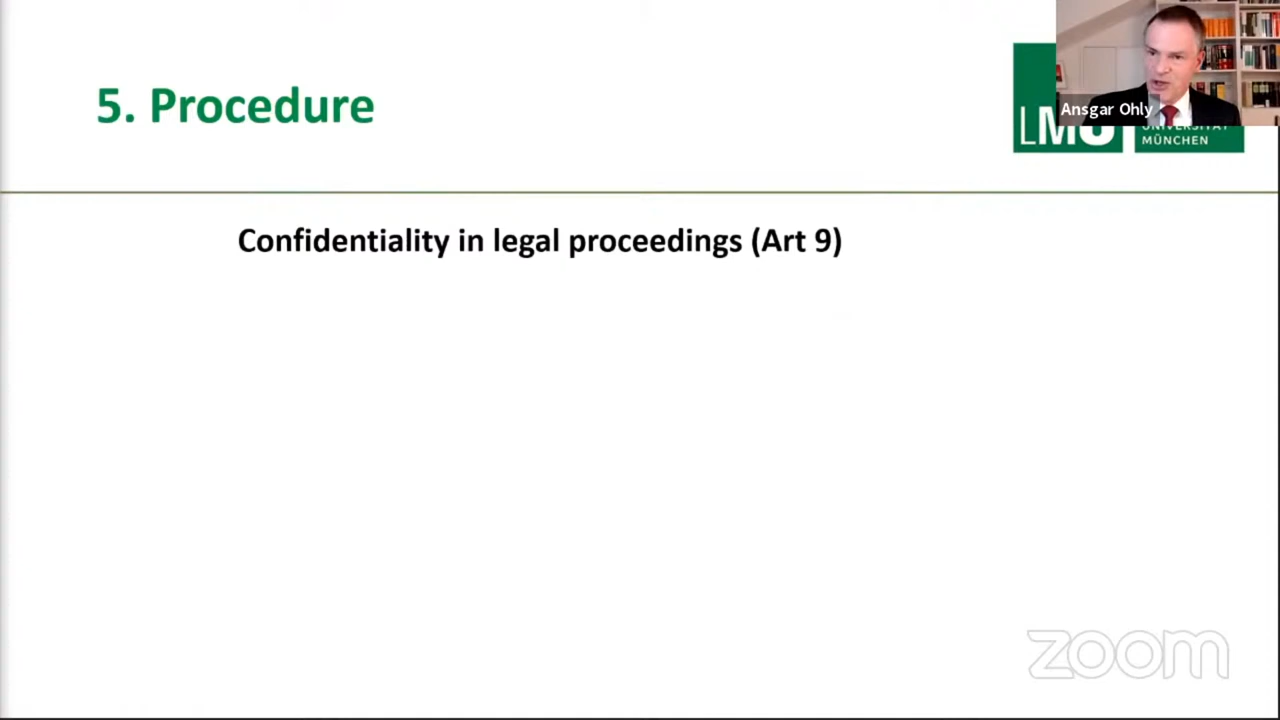 5. Procedure
Ansgar Ohly
LMU
MÜNCHEN
Confidentiality in legal proceedings (Art 9)
zoom